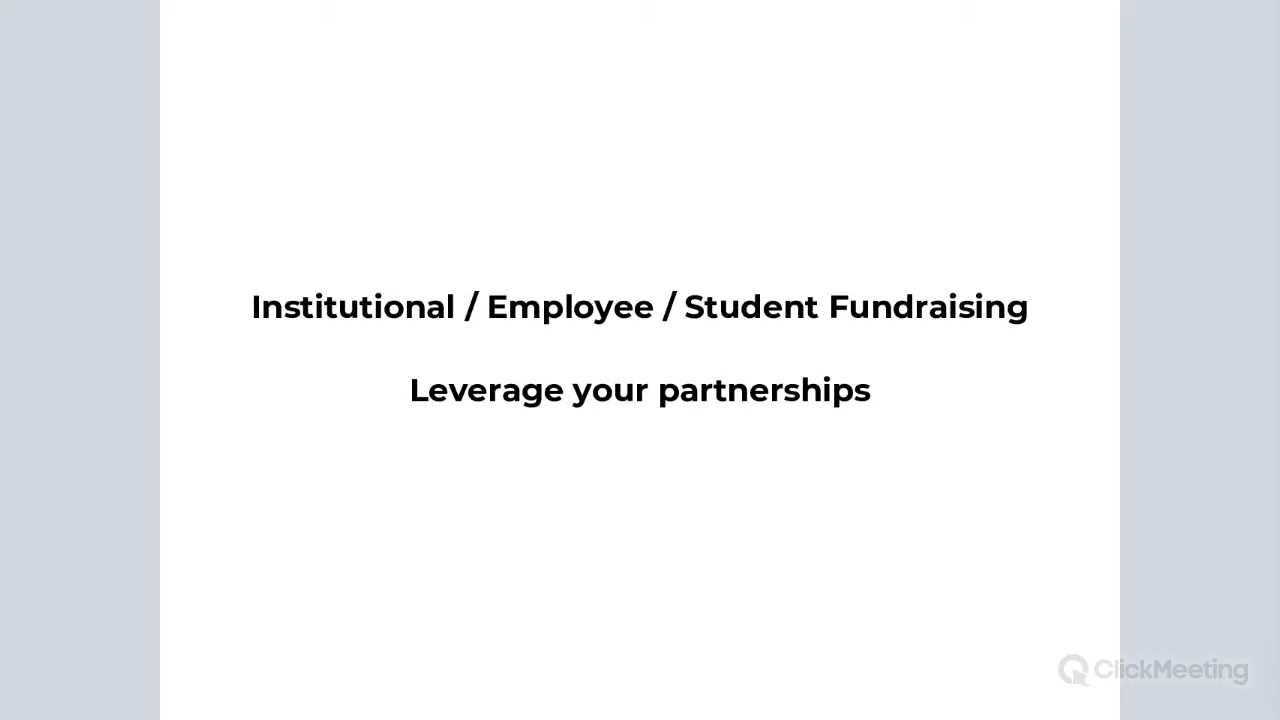 Institutional / Employee / Student Fundraising
Leverage your partnerships
ClickMeeting